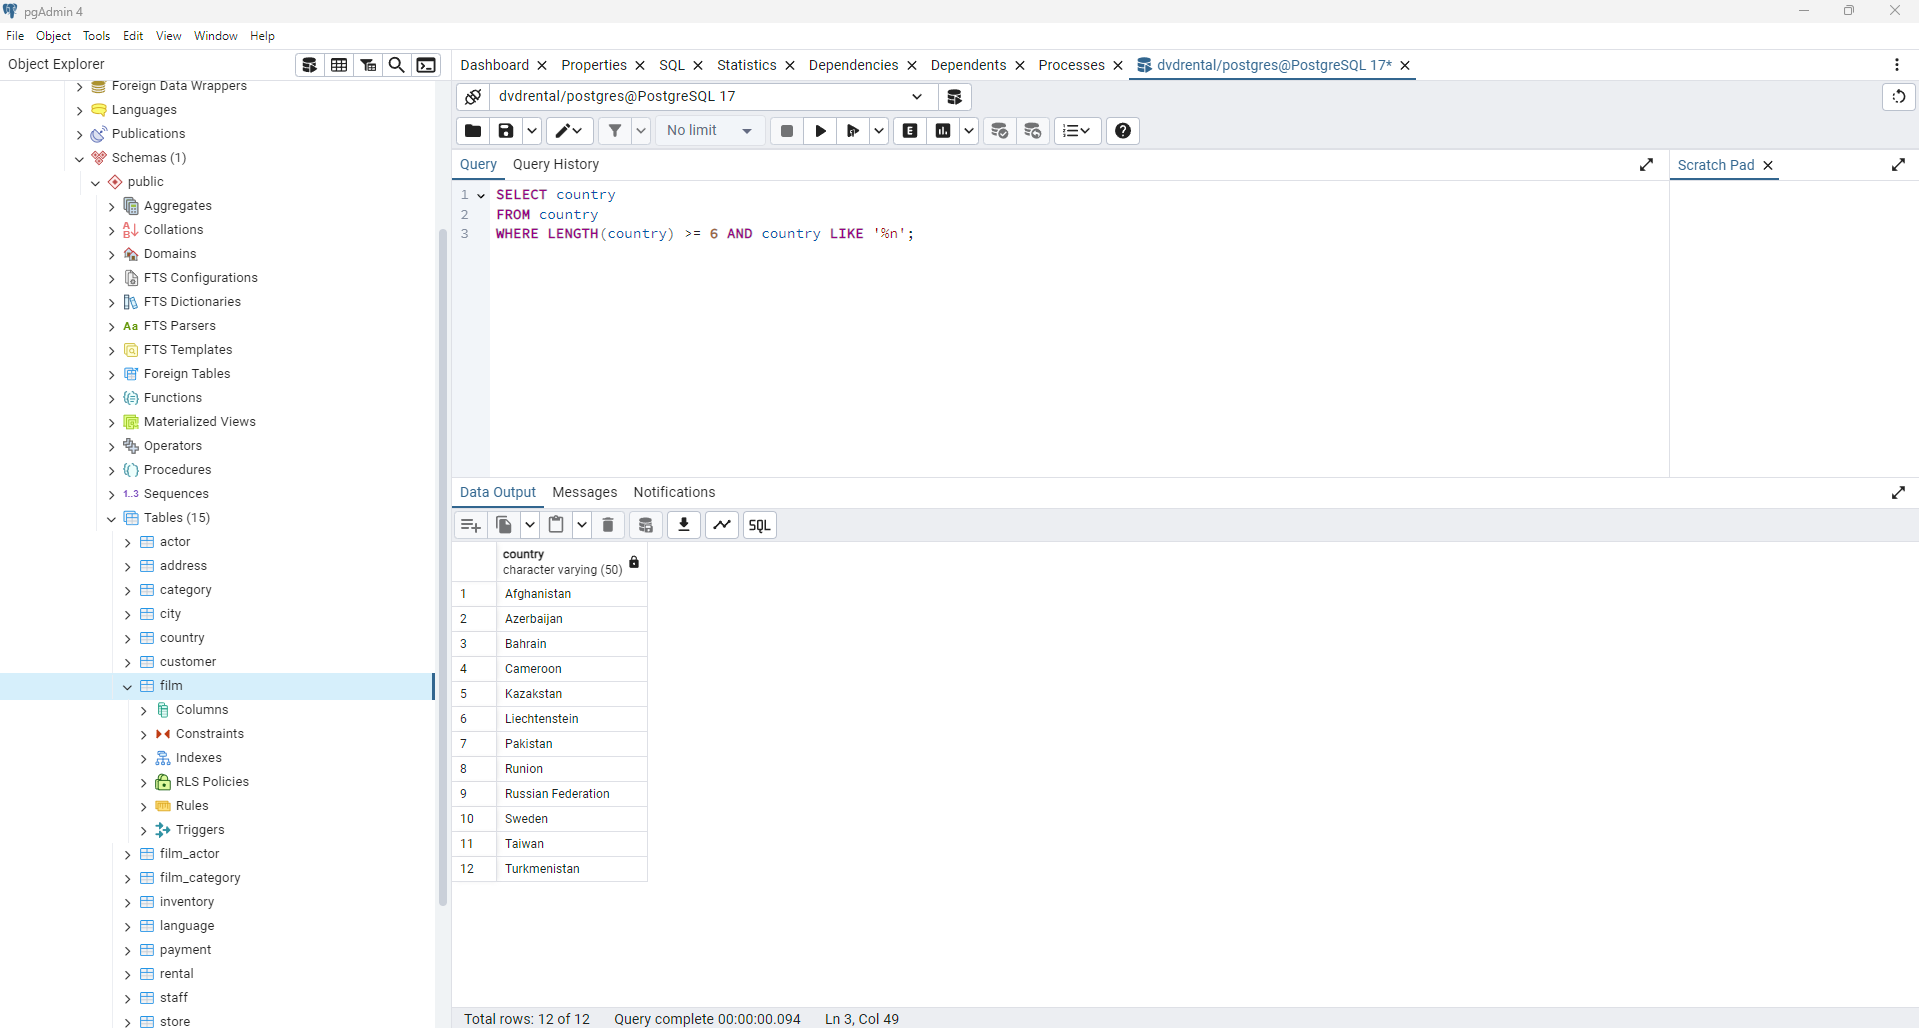 pgAdmin 4
File Object Tools Edit View Window Help
Object Explorer
Foreign Data Wrappers
Languages
Publications
Schemas (1)
public
Aggregates
Collations
Domains
FTS Configurations
FTS Dictionaries
Aa FTS Parsers
FTS Templates
Foreign Tables
Functions
Materialized Views
Operators
Procedures
1..3 Sequences
Tables (15)
actor
address
category
city
country
customer
film
Columns
Constraints
Indexes
RLS Policies
Rules
Triggers
film_actor
film_category
inventory
language
payment
rental
staff
store
Dashboard Properties SQL Statistics Dependencies Dependents Processes dvdrental/postgres@PostgreSQL 17*
dvdrental/postgres@PostgreSQL 17
No limit E
Query Query History
Scratch Pad
1 SELECT country
2 FROM country
3 WHERE LENGTH(country) >= 6 AND country LIKE '%n';
Data Output Messages Notifications
SQL
country
character varying (50)
1 Afghanistan
2 Azerbaijan
3 Bahrain
4 Cameroon
5 Kazakstan
6 Liechtenstein
7 Pakistan
8 Runion
9 Russian Federation
10 Sweden
11 Taiwan
12 Turkmenistan
Total rows: 12 of 12 Query complete 00:00:00.094 Ln 3, Col 49